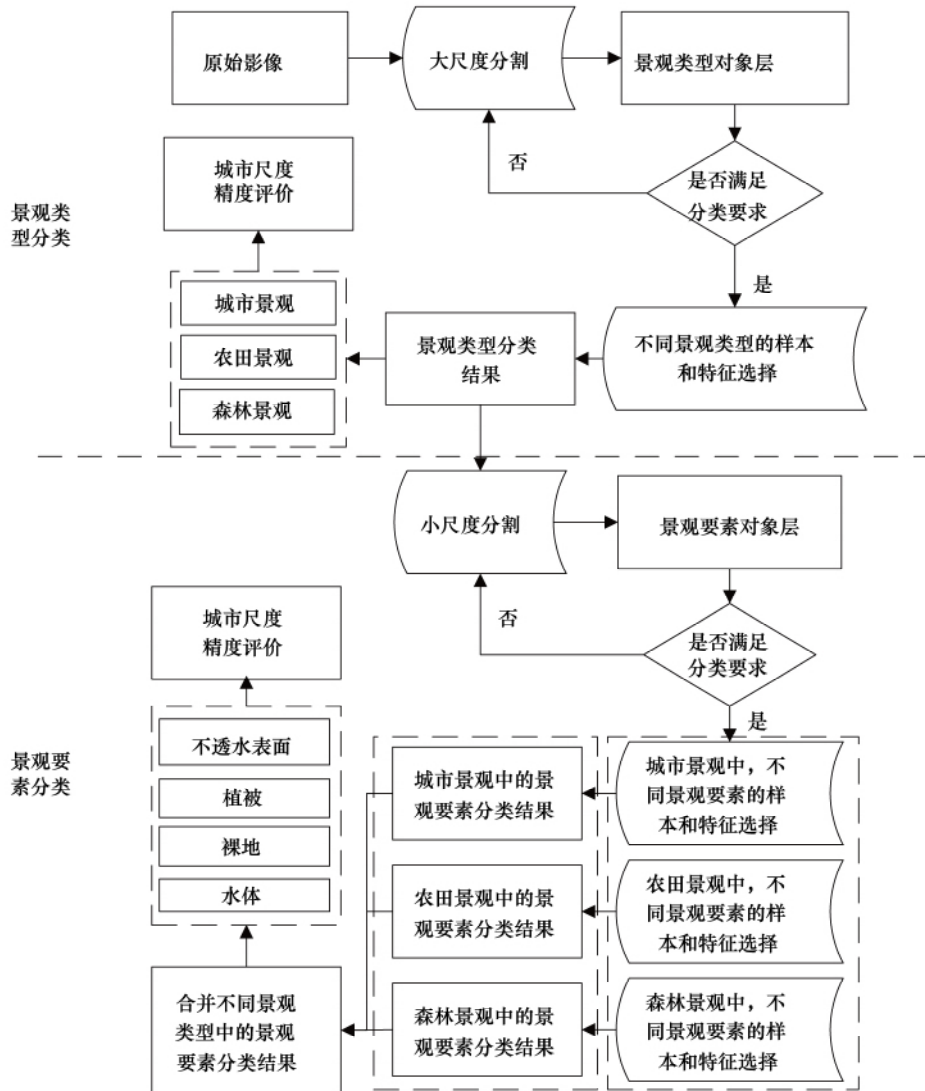 原始影像
大尺度分割
景观类型对象层
否
是否满足
分类要求
城市尺度
精度评价
景观类
型分类
是
城市景观
农田景观
森林景观
景观类型分类
结果
不同景观类型的样本
和特征选择
小尺度分割
景观要素对象层
否
是否满足
分类要求
城市尺度
精度评价
是
景观要
素分类
不透水表面
植被
裸地
水体
城市景观中的景
观要素分类结果
城市景观中，不
同景观要素的样
本和特征选择
农田景观中的景
观要素分类结果
农田景观中，不
同景观要素的样
本和特征选择
合并不同景观
类型中的景观
要素分类结果
森林景观中的景
观要素分类结果
森林景观中，不
同景观要素的样
本和特征选择